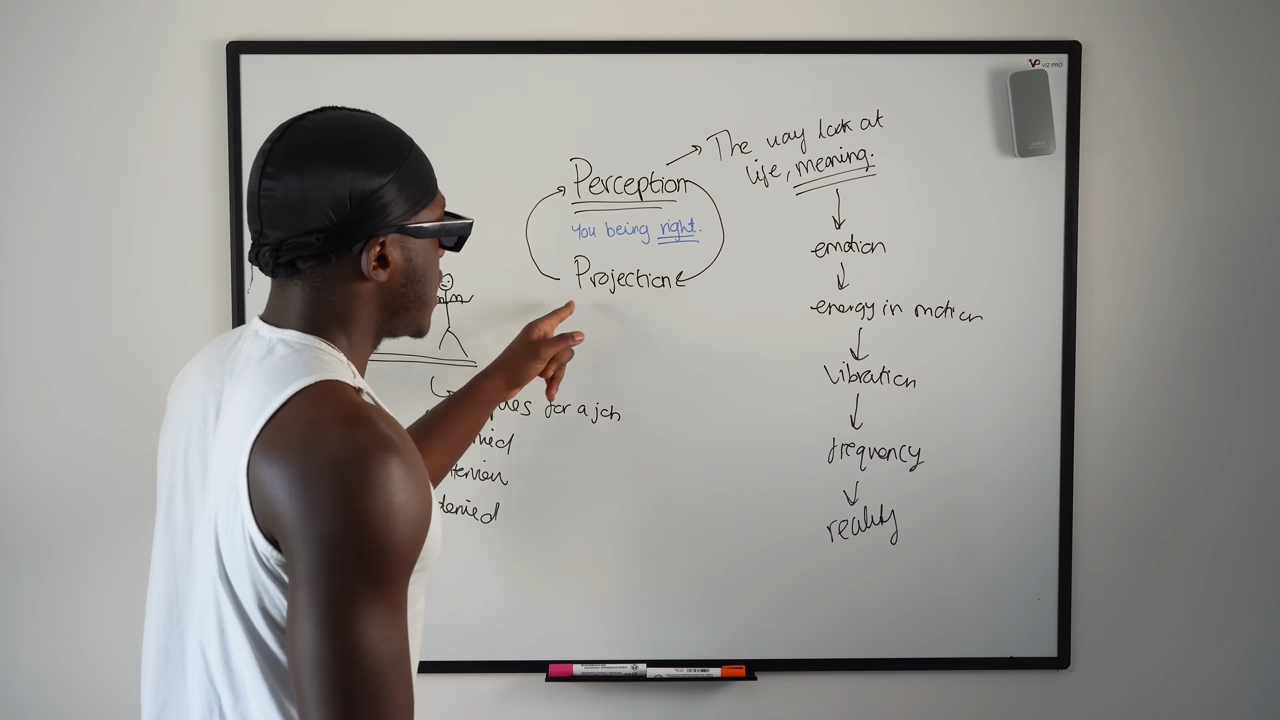 The way look at
life, meaning.
Perception
you being right.
Projection
emotion
energy in motion
vibration
frequency
reality
for a job
denied
VIZ-PRO